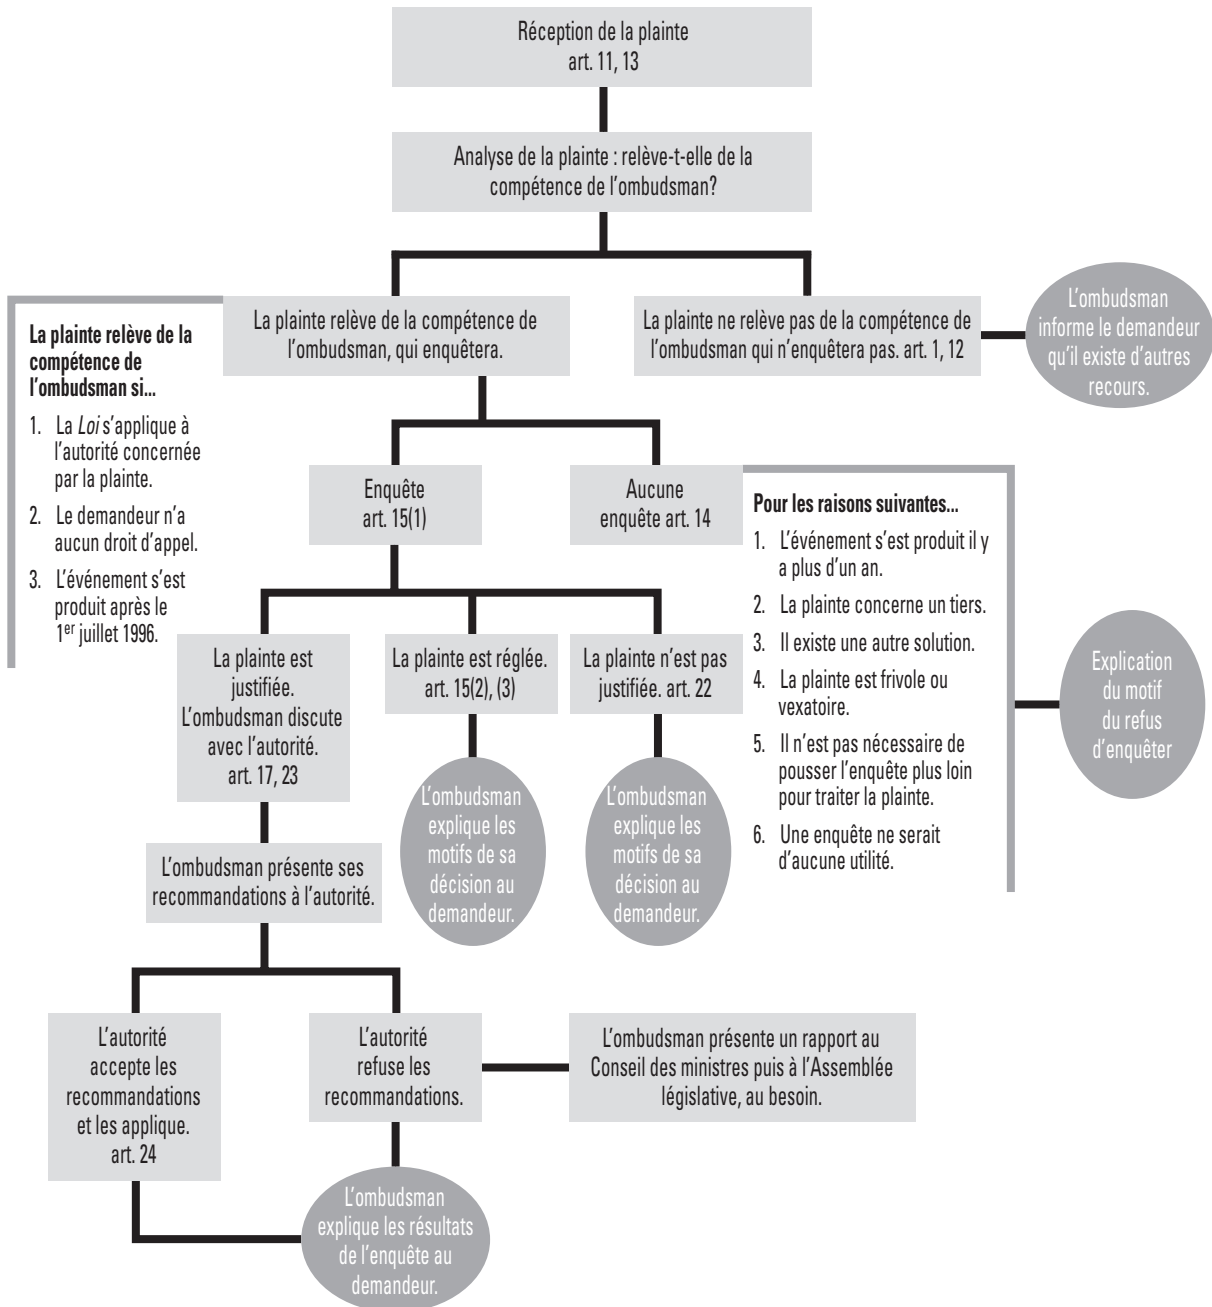 Réception de la plainte
art. 11, 13
Analyse de la plainte : relève-t-elle de la
compétence de l'ombudsman?
La plainte relève de la compétence de
l'ombudsman, qui enquêtera.
La plainte ne relève pas de la compétence de
l'ombudsman qui n'enquêtera pas. art. 1, 12
L'ombudsman
informe le demandeur
qu'il existe d'autres
recours.
La plainte relève de la
compétence de
l'ombudsman si...
1. La Loi s'applique à
l'autorité concernée
par la plainte.
2. Le demandeur n'a
aucun droit d'appel.
3. L'événement s'est
produit après le
1er juillet 1996.
Enquête
art. 15(1)
Aucune
enquête art. 14
Pour les raisons suivantes...
1. L'événement s'est produit il y
a plus d'un an.
2. La plainte concerne un tiers.
3. Il existe une autre solution.
4. La plainte est frivole ou
vexatoire.
5. Il n'est pas nécessaire de
pousser l'enquête plus loin
pour traiter la plainte.
6. Une enquête ne serait
d'aucune utilité.
Explication
du motif
du refus
d'enquêter
La plainte est
justifiée.
L'ombudsman discute
avec l'autorité.
art. 17, 23
La plainte est réglée.
art. 15(2), (3)
La plainte n'est pas
justifiée. art. 22
L'ombudsman
explique les
motifs de sa
décision au
demandeur.
L'ombudsman
explique les
motifs de sa
décision au
demandeur.
L'ombudsman présente ses
recommandations à l'autorité.
L'autorité
accepte les
recommandations
et les applique.
art. 24
L'autorité
refuse les
recommandations.
L'ombudsman présente un rapport au
Conseil des ministres puis à l'Assemblée
législative, au besoin.
L'ombudsman
explique les résultats
de l'enquête au
demandeur.